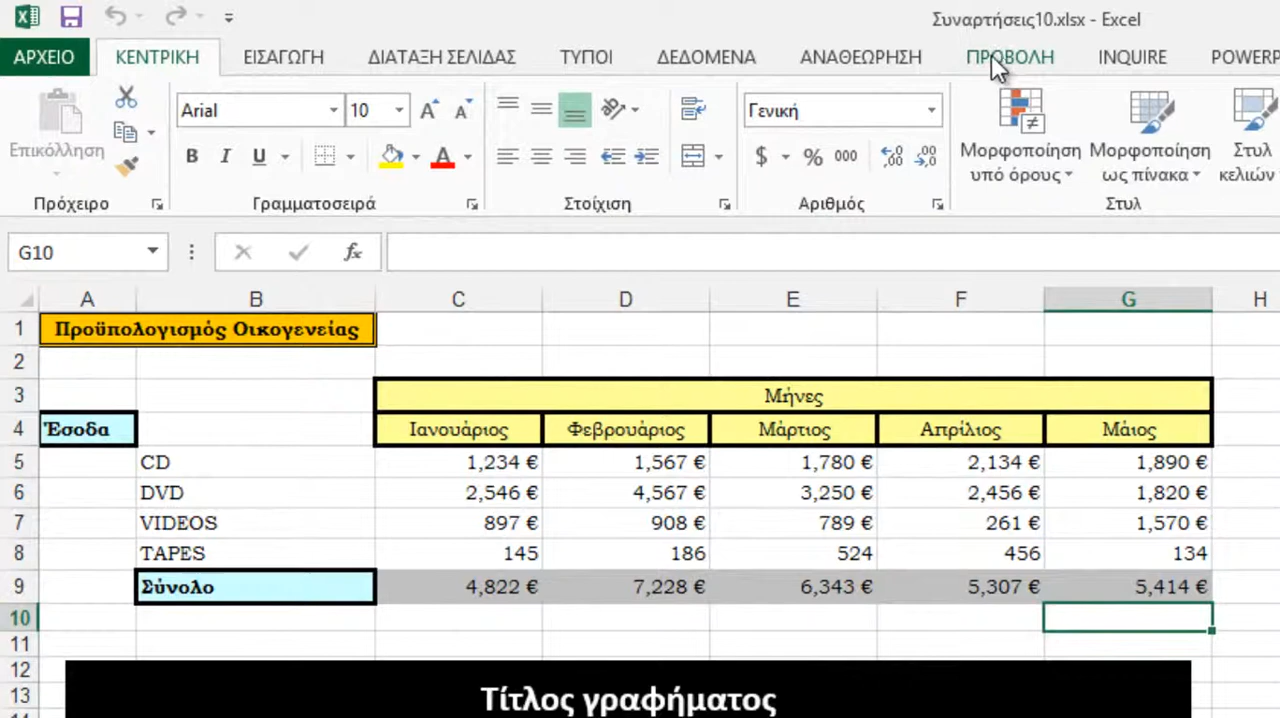 Συναρτήσεις10.xlsx - Excel
ΑΡΧΕΙΟ ΚΕΝΤΡΙΚΗ ΕΙΣΑΓΩΓΗ ΔΙΑΤΑΞΗ ΣΕΛΙΔΑΣ ΤΥΠΟΙ ΔΕΔΟΜΕΝΑ ΑΝΑΘΕΩΡΗΣΗ ΠΡΟΒΟΛΗ INQUIRE POWERP
Arial 10 Γενική
Επικόλληση B I U $ % 000 Μορφοποίηση υπό όρους Μορφοποίηση ως πίνακα Στυλ κελιών
Πρόχειρο Γραμματοσειρά Στοίχιση Αριθμός Στυλ
G10 fx
A B C D E F G H
1 Προϋπολογισμός Οικογενείας
2
3 Μήνες
4 Έσοδα Ιανουάριος Φεβρουάριος Μάρτιος Απρίλιος Μάιος
5 CD 1,234 € 1,567 € 1,780 € 2,134 € 1,890 €
6 DVD 2,546 € 4,567 € 3,250 € 2,456 € 1,820 €
7 VIDEOS 897 € 908 € 789 € 261 € 1,570 €
8 TAPES 145 186 524 456 134
9 Σύνολο 4,822 € 7,228 € 6,343 € 5,307 € 5,414 €
10
11
12
13 Τίτλος γραφήματος